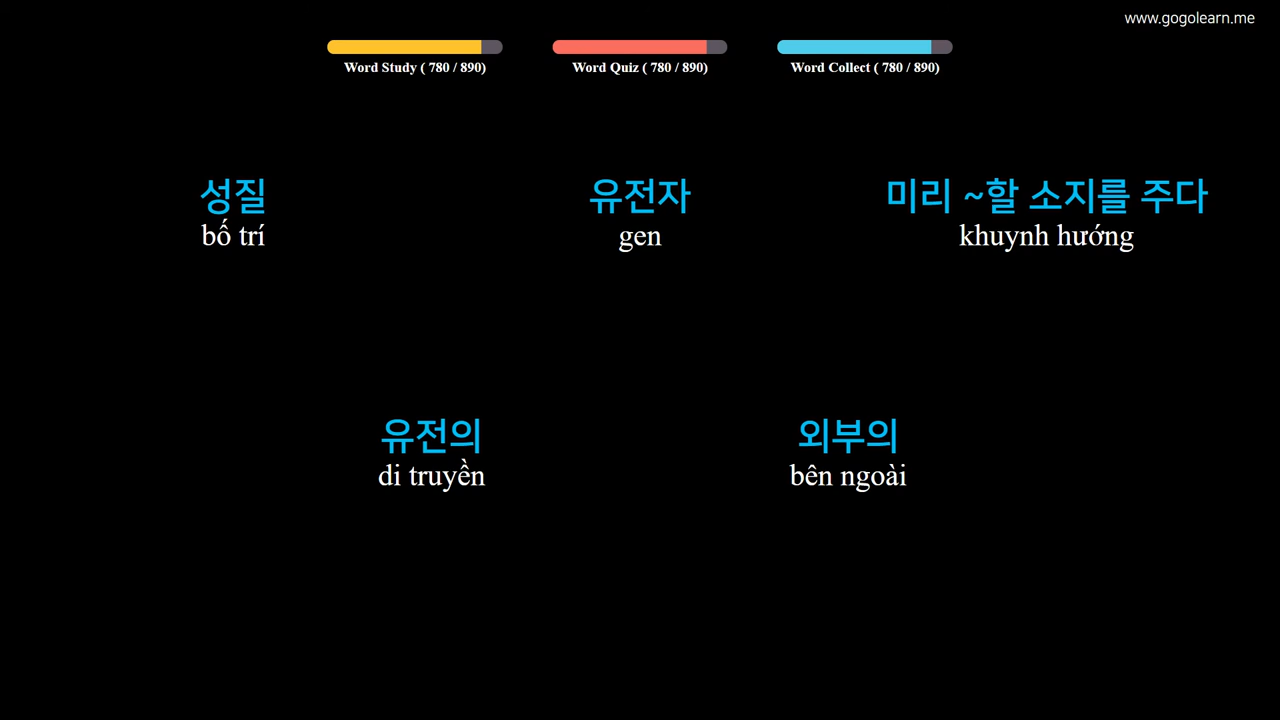 www.gogolearn.me
Word Study ( 780 / 890) Word Quiz ( 780 / 890) Word Collect ( 780 / 890)
성질 유전자 미리 ~할 소지를 주다
bố trí gen khuynh hướng
유전의 외부의
di truyền bên ngoài